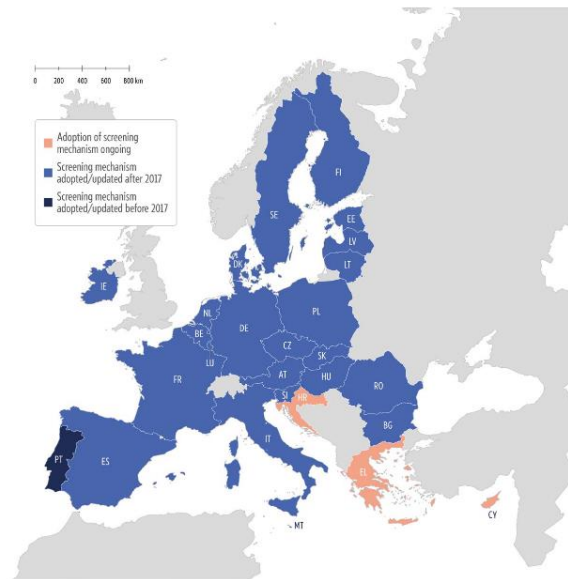 0 200 400 600 800 km
Adoption of screening
mechanism ongoing
Screening mechanism
adopted/updated after 2017
Screening mechanism
adopted/updated before 2017
FI
SE
EE
LV
DK
LT
IE
NL
PL
BE
DE
CZ
LU
SK
FR
AT
HU
SI
HR
RO
IT
BG
PT
ES
EL
CY
MT